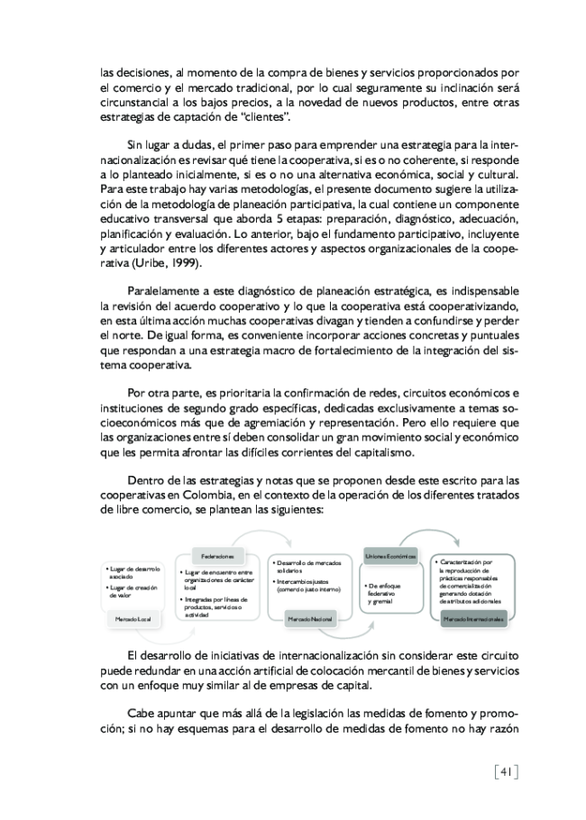 las decisiones, al momento de la compra de bienes y servicios proporcionados por
el comercio y el mercado tradicional, por lo cual seguramente su inclinación será
circunstancial a los bajos precios, a la novedad de nuevos productos, entre otras
estrategias de captación de “clientes”.
Sin lugar a dudas, el primer paso para emprender una estrategia para la inter-
nacionalización es revisar qué tiene la cooperativa, si es o no coherente, si responde
a lo planteado inicialmente, si es o no una alternativa económica, social y cultural.
Para este trabajo hay varias metodologías, el presente documento sugiere la utiliza-
ción de la metodología de planeación participativa, la cual contiene un componente
educativo transversal que aborda 5 etapas: preparación, diagnóstico, adecuación,
planificación y evaluación. Lo anterior, bajo el fundamento participativo, incluyente
y articulador entre los diferentes actores y aspectos organizacionales de la coope-
rativa (Uribe, 1999).
Paralelamente a este diagnóstico de planeación estratégica, es indispensable
la revisión del acuerdo cooperativo y lo que la cooperativa está cooperativizando,
en esta última acción muchas cooperativas divagan y tienden a confundirse y perder
el norte. De igual forma, es conveniente incorporar acciones concretas y puntuales
que respondan a una estrategia macro de fortalecimiento de la integración del sis-
tema cooperativa.
Por otra parte, es prioritaria la confirmación de redes, circuitos económicos e
instituciones de segundo grado específicas, dedicadas exclusivamente a temas so-
cioeconómicos más que de agremiación y representación. Pero ello requiere que
las organizaciones entre sí deben consolidar un gran movimiento social y económico
que les permita afrontar las difíciles corrientes del capitalismo.
Dentro de las estrategias y notas que se proponen desde este escrito para las
cooperativas en Colombia, en el contexto de la operación de los diferentes tratados
de libre comercio, se plantean las siguientes:
• Lugar de desarrollo
asociado
• Lugar de creación
de valor
Mercado Local
Federaciones
• Lugar de encuentro entre
organizaciones de carácter
local
• Integradas por líneas de
productos, servicios o
actividad
• Desarrollo de mercados
solidarios
• Intercambios justos
(comercio justo interno)
Mercado Nacional
Uniones Económicas
• De enfoque
federativo
y gremial
• Caracterización por
la reproducción de
prácticas responsables
de comercialización
generando dotación
de atributos adicionales
Mercado Internacionales
El desarrollo de iniciativas de internacionalización sin considerar este circuito
puede redundar en una acción artificial de colocación mercantil de bienes y servicios
con un enfoque muy similar al de empresas de capital.
Cabe apuntar que más allá de la legislación las medidas de fomento y promo-
ción; si no hay esquemas para el desarrollo de medidas de fomento no hay razón
[41]